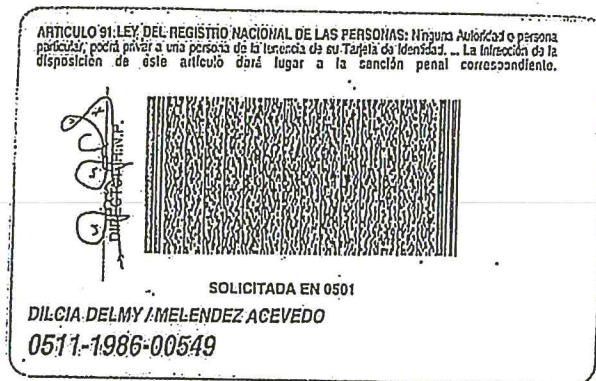 ARTICULO 91 LEY DEL REGISTRO NACIONAL DE LAS PERSONAS: Ninguna Autoridad o persona
particular, podrá privar a una persona de la tenencia de su Tarjeta de Identidad. ... La Infracción de la
disposición de este artículo dará lugar a la sanción penal correspondiente.
DIRECTOR R.N.P.
SOLICITADA EN 0501
DILCIA DELMY / MELENDEZ ACEVEDO
0511-1986-00549